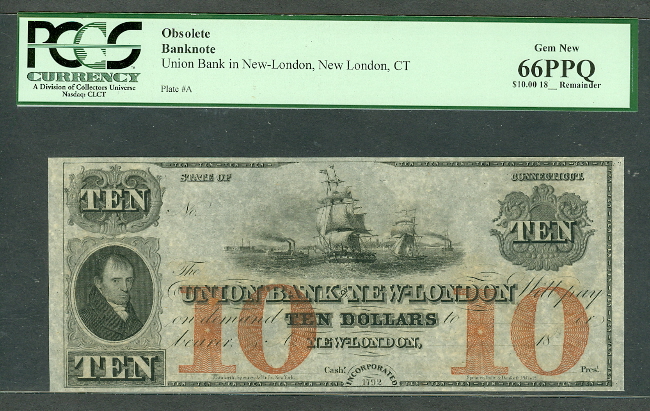 PCGS
CURRENCY
A Division of Collectors Universe
Nasdaq: CLCT
Obsolete
Banknote
Union Bank in New-London, New London, CT
Plate #A
Gem New
66PPQ
$10.00 18__ Remainder
TEN
STATE OF
CONNECTICUT.
TEN
No.
The
UNION BANK IN NEW-LONDON Will pay
on demand TEN DOLLARS to or
bearer.
10
10
NEW-LONDON,
18
TEN
Cash!
INCORPORATED
1792
Pres!